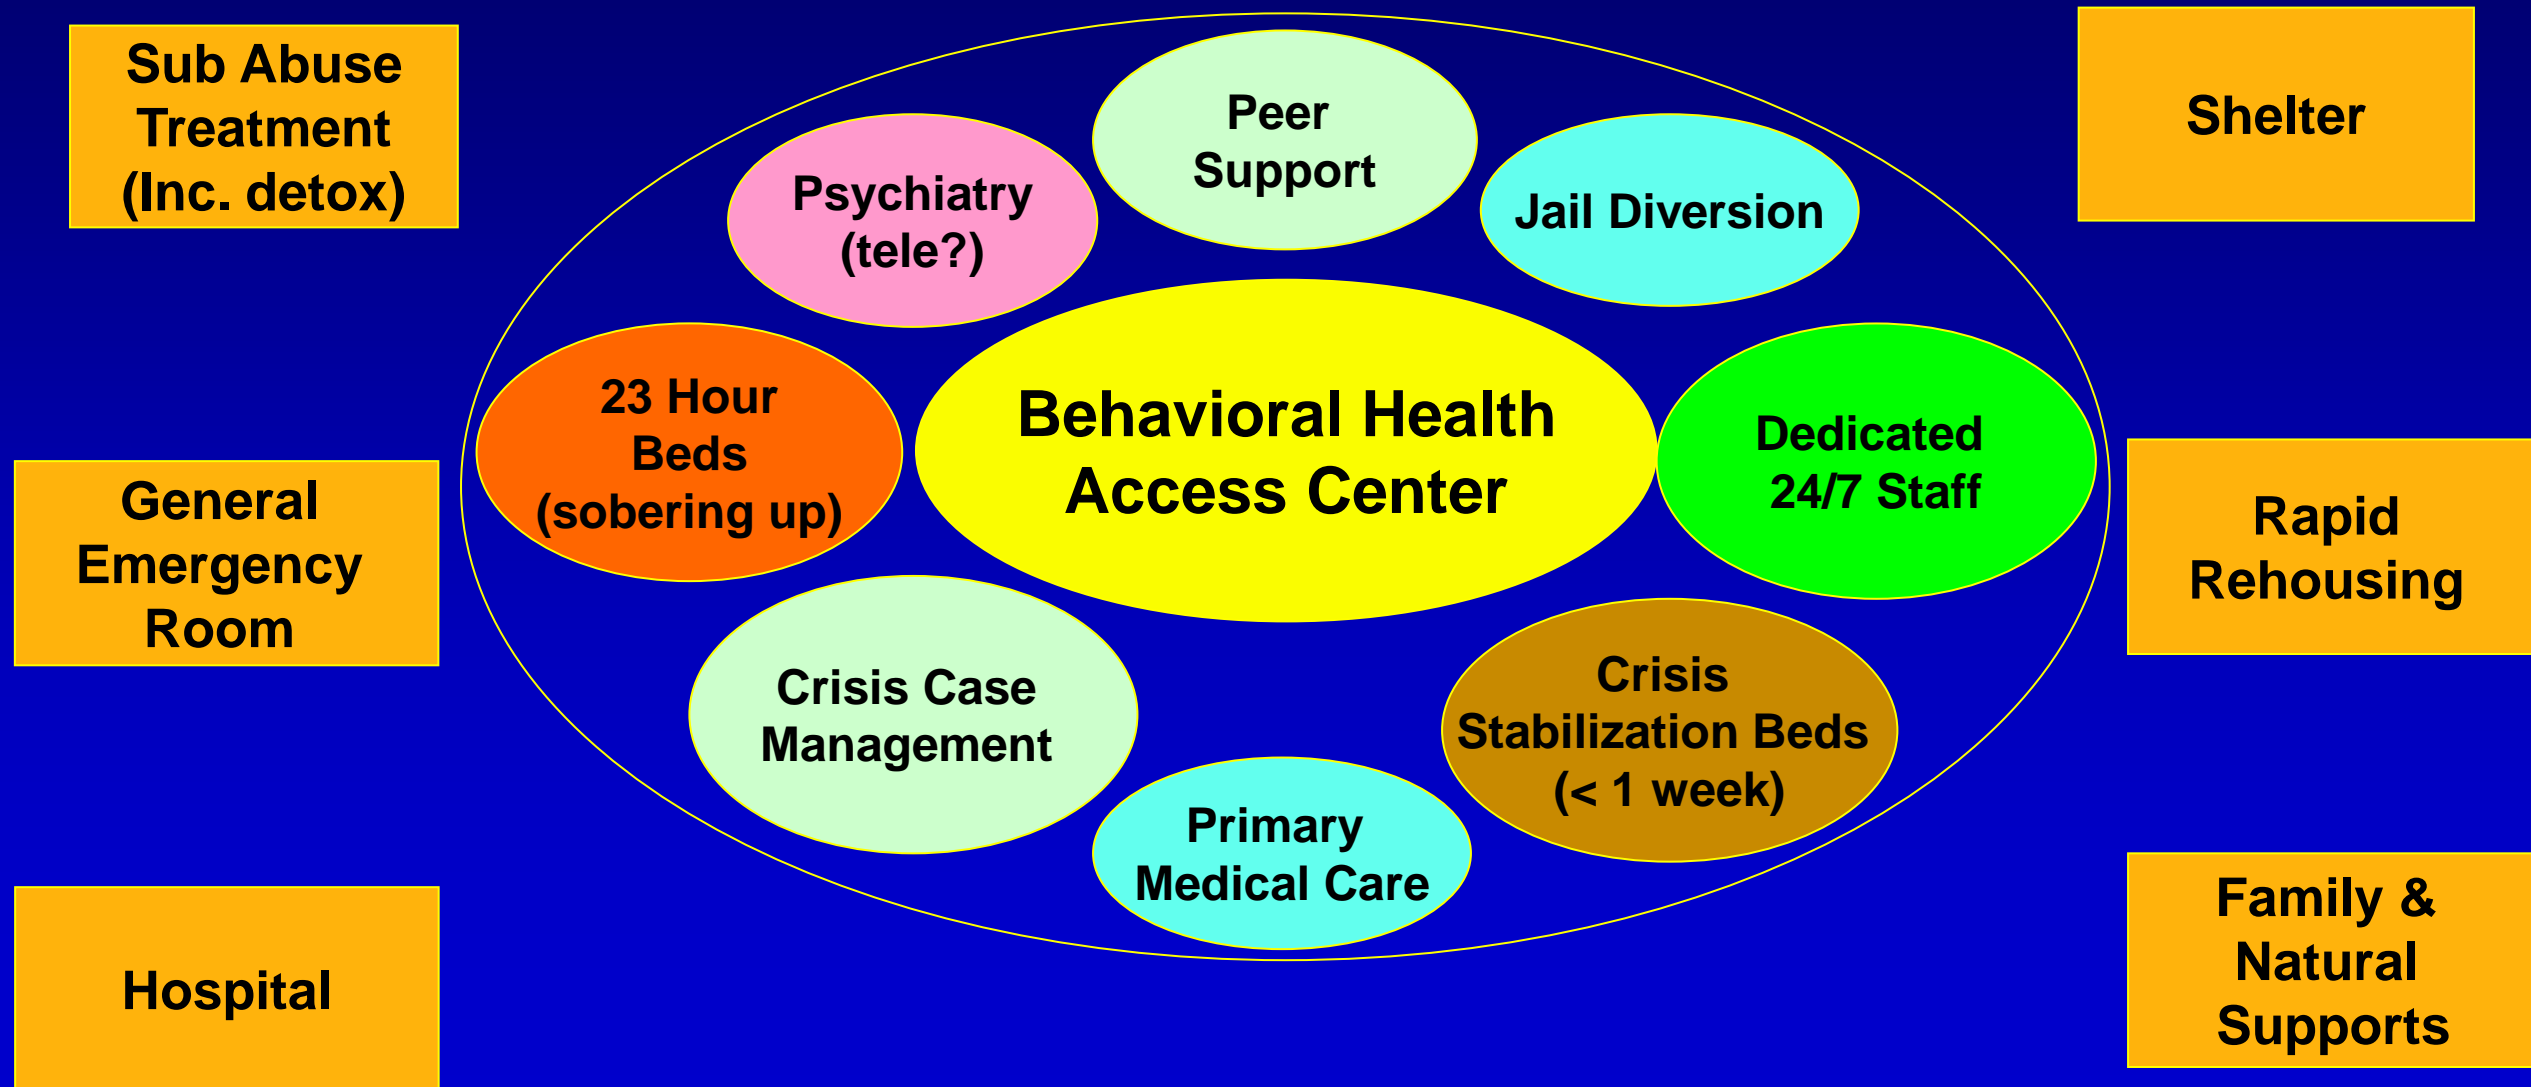 Sub Abuse
Treatment
(Inc. detox)
Peer
Support
Shelter
Psychiatry
(tele?)
Jail Diversion
23 Hour
Beds
(sobering up)
Behavioral Health
Access Center
Dedicated
24/7 Staff
General
Emergency
Room
Rapid
Rehousing
Crisis Case
Management
Crisis
Stabilization Beds
(< 1 week)
Primary
Medical Care
Hospital
Family &
Natural
Supports